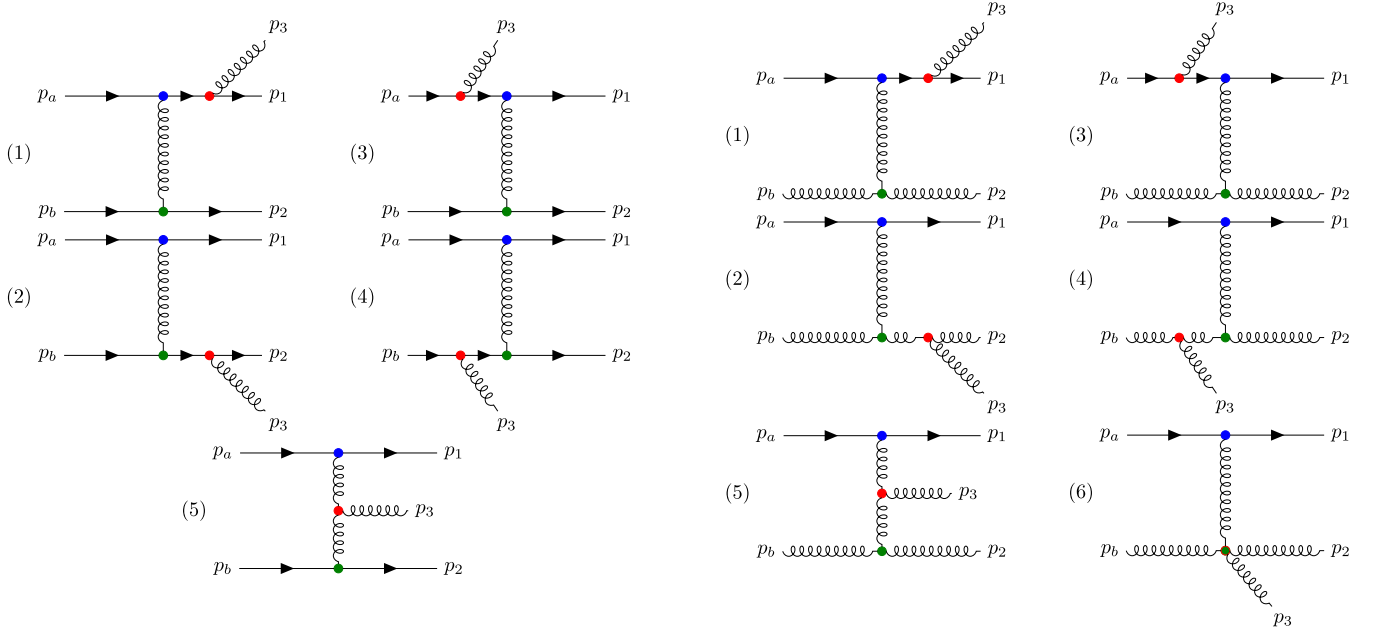 p3 p3
pa p1 pa p1
(1) (3)
pb p2 pb p2
pa p1 pa p1
(2) (4)
pb p2 pb p2
p3 p3
pa p1
(5) p3
pb p2
p3 p3
pa p1 pa p1
(1) (3)
pb p2 pb p2
pa p1 pa p1
(2) (4)
pb p2 pb p2
p3 p3
pa p1 pa p1
(5) p3 (6)
pb p2 pb p2
p3